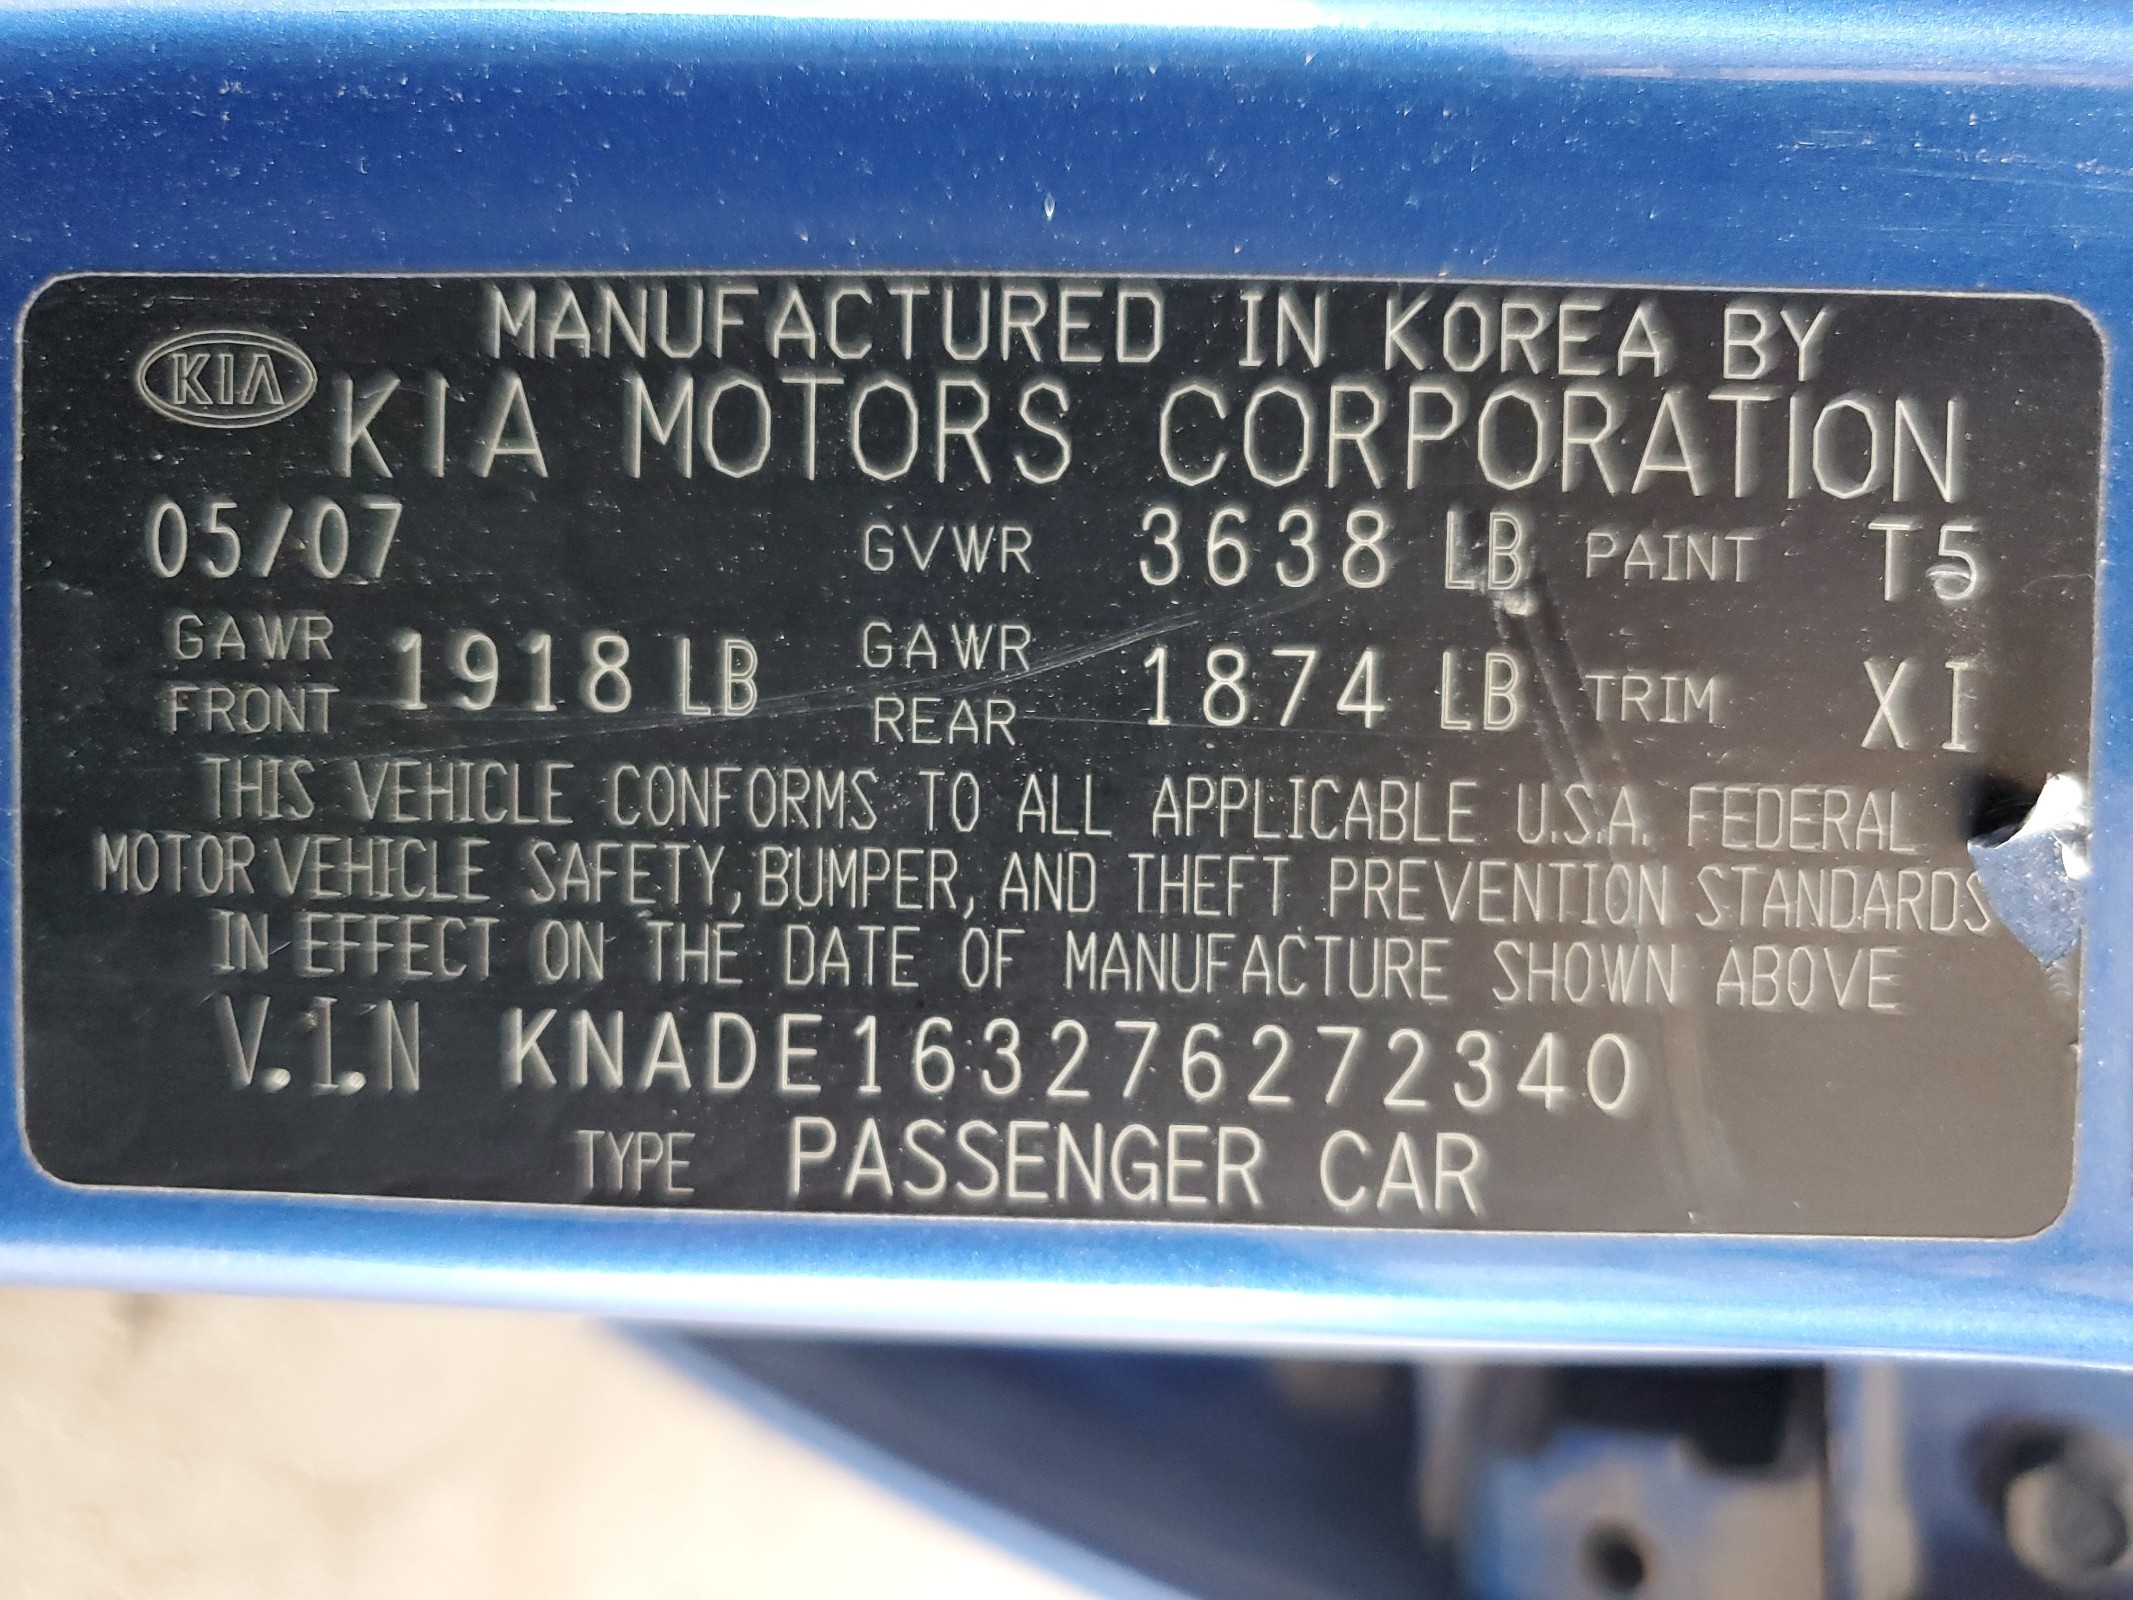 MANUFACTURED IN KOREA BY
KIA KIA MOTORS CORPORATION
05/07 GVWR 3638 LB PAINT T5
GAWR FRONT 1918 LB GAWR REAR 1874 LB TRIM XI
THIS VEHICLE CONFORMS TO ALL APPLICABLE U.S.A. FEDERAL
MOTOR VEHICLE SAFETY, BUMPER, AND THEFT PREVENTION STANDARDS
IN EFFECT ON THE DATE OF MANUFACTURE SHOWN ABOVE
V.I.N KNADE163276272340
TYPE PASSENGER CAR